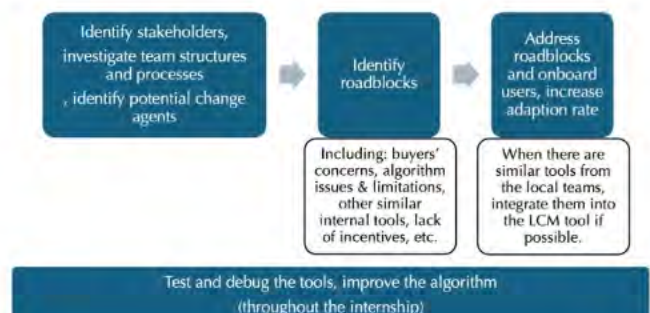 Identify stakeholders,
investigate team structures
and processes
, identify potential change
agents
Identify
roadblocks
Address
roadblocks
and onboard
users, increase
adaption rate
Including: buyers'
concerns, algorithm
issues & limitations,
other similar
internal tools, lack
of incentives, etc.
When there are
similar tools from
the local teams,
integrate them into
the LCM tool if
possible.
Test and debug the tools, improve the algorithm
(throughout the internship)